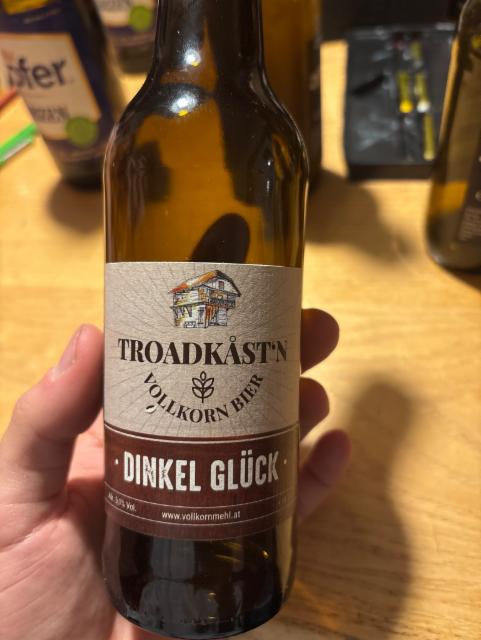 TROADKÅST'N
VOLLKORN BIER
· DINKEL GLÜCK ·
www.vollkornmehl.at